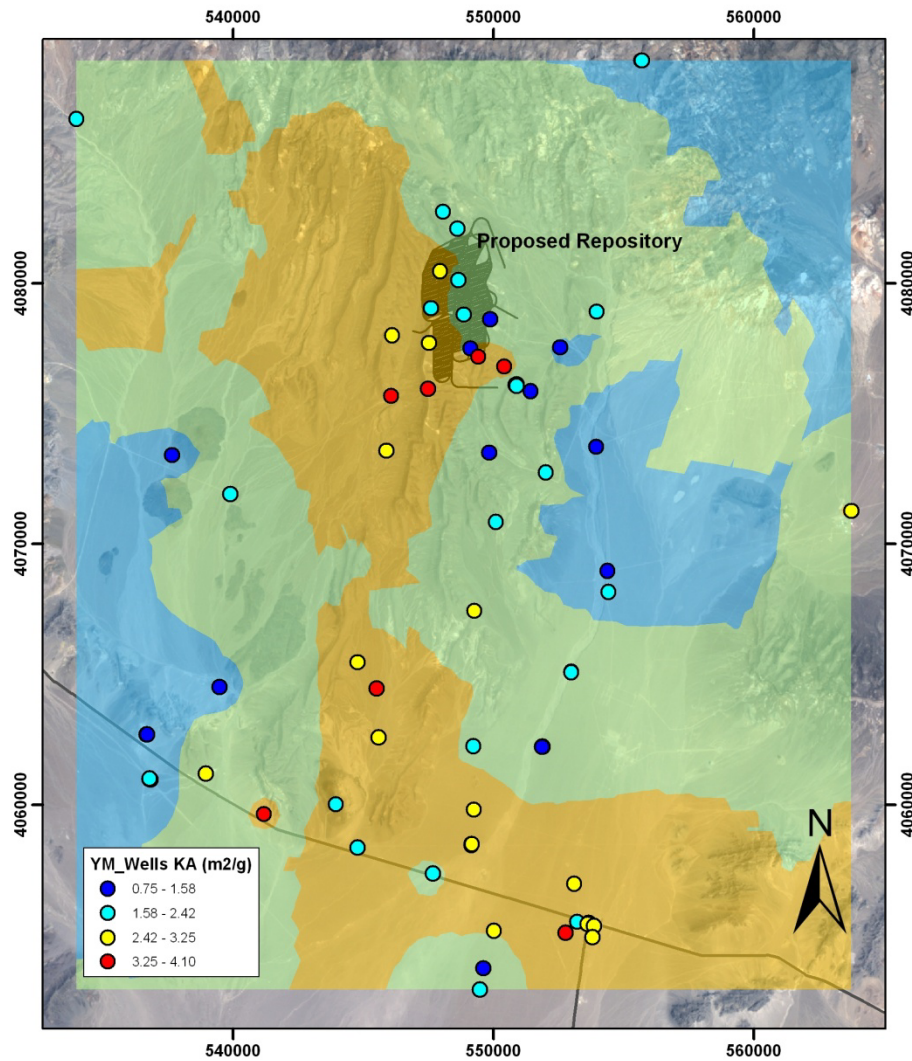 540000 550000 560000
Proposed Repository
4080000 4080000
4070000 4070000
4060000 4060000
N
YM_Wells KA (m2/g)
0.75 - 1.58
1.58 - 2.42
2.42 - 3.25
3.25 - 4.10
540000 550000 560000